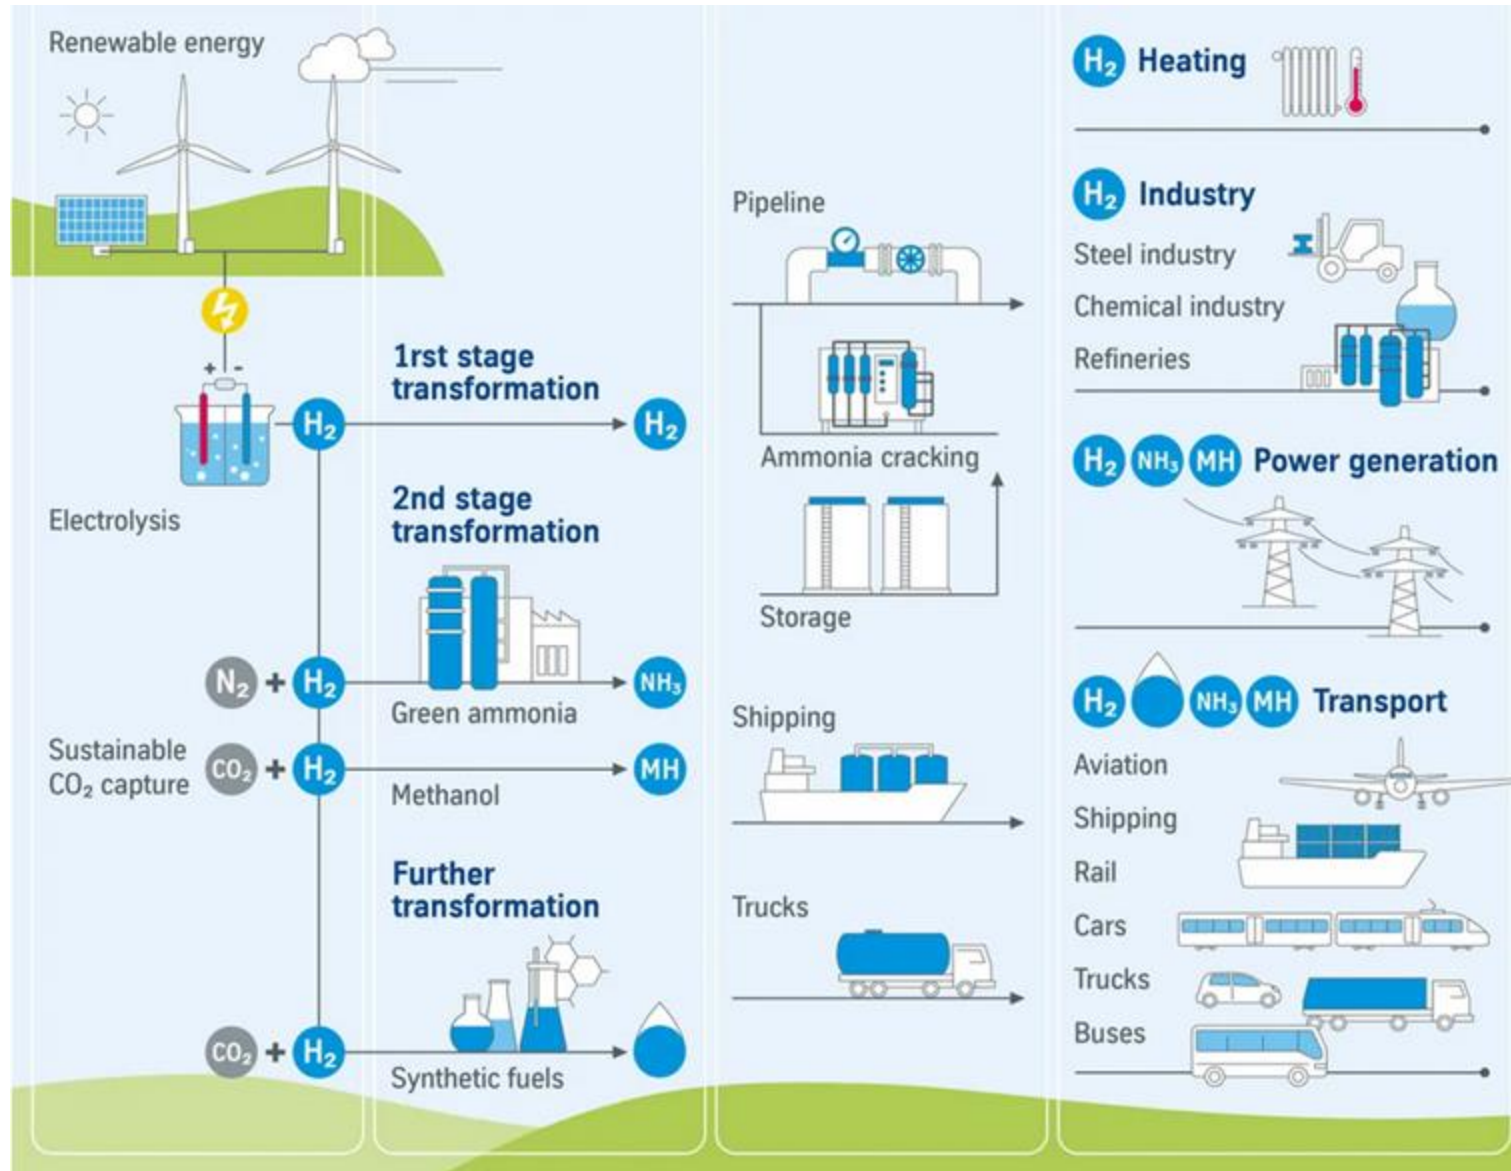 Renewable energy
+ -
H₂
Electrolysis
N₂ + H₂
Sustainable
CO₂ capture
CO₂ + H₂
CO₂ + H₂
1rst stage
transformation
H₂
2nd stage
transformation
Green ammonia
NH₃
Methanol
MH
Further
transformation
Synthetic fuels
Pipeline
Ammonia cracking
Storage
Shipping
Trucks
H₂ Heating
H₂ Industry
Steel industry
Chemical industry
Refineries
H₂ NH₃ MH Power generation
H₂ NH₃ MH Transport
Aviation
Shipping
Rail
Cars
Trucks
Buses